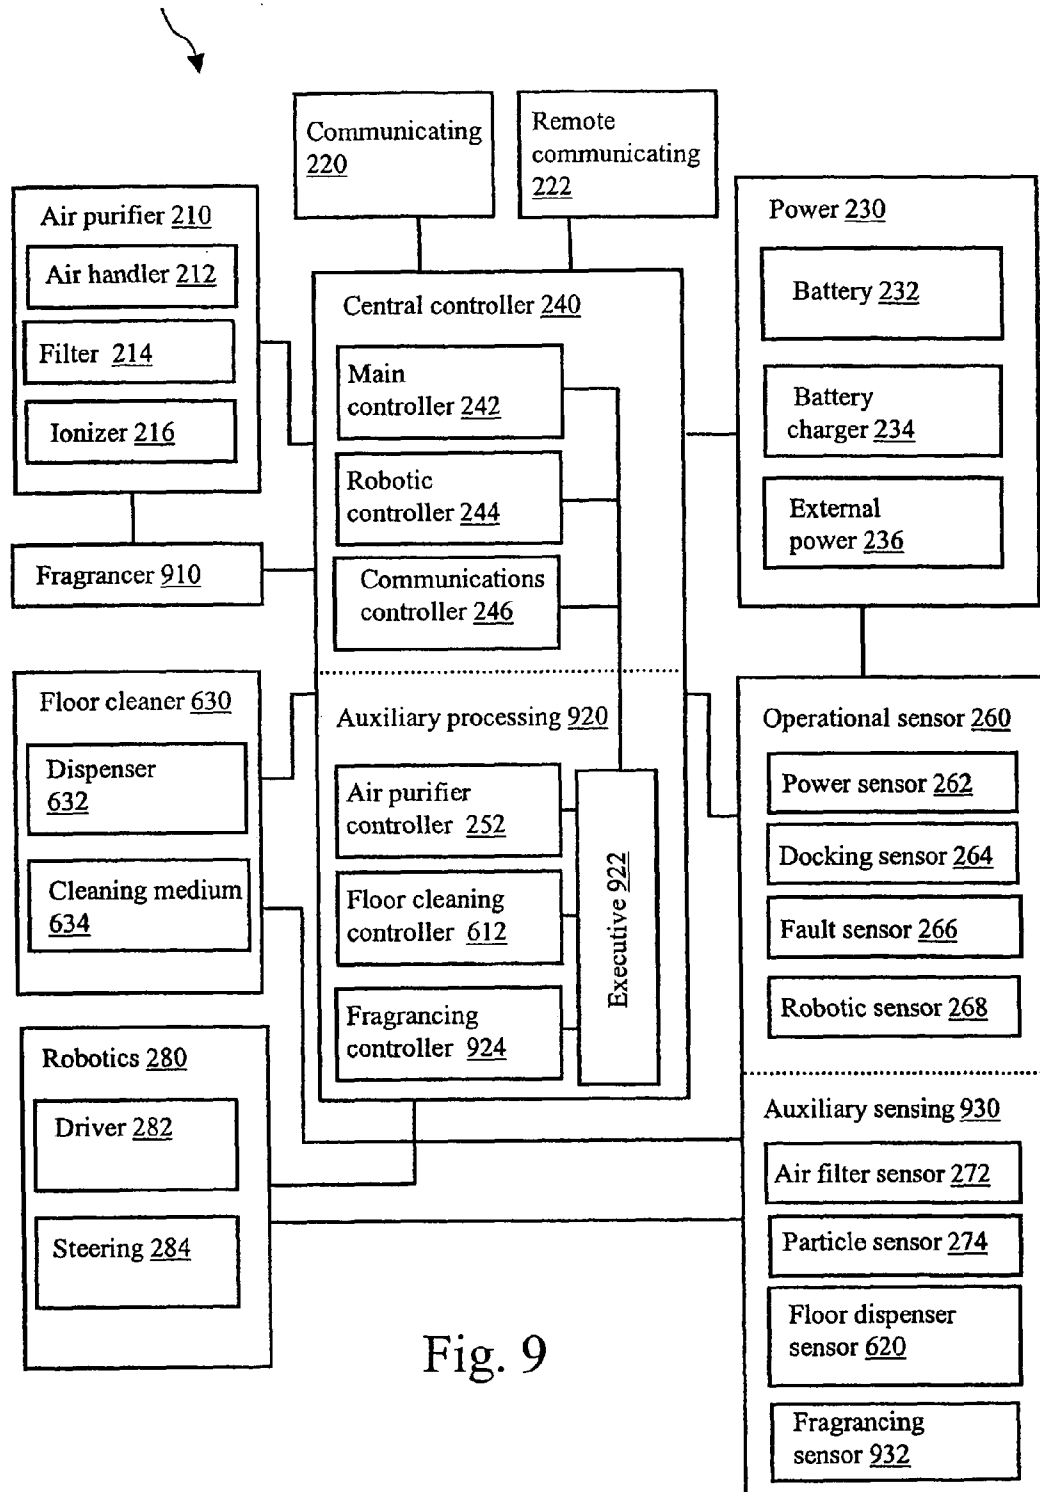 Communicating
220
Remote
communicating
222
Air purifier 210
Air handler 212
Filter 214
Ionizer 216
Fragrancer 910
Floor cleaner 630
Dispenser
632
Cleaning medium
634
Robotics 280
Driver 282
Steering 284
Central controller 240
Main
controller 242
Robotic
controller 244
Communications
controller 246
Auxiliary processing 920
Air purifier
controller 252
Floor cleaning
controller 612
Fragrancing
controller 924
Executive 922
Power 230
Battery 232
Battery
charger 234
External
power 236
Operational sensor 260
Power sensor 262
Docking sensor 264
Fault sensor 266
Robotic sensor 268
Auxiliary sensing 930
Air filter sensor 272
Particle sensor 274
Floor dispenser
sensor 620
Fragrancing
sensor 932
Fig. 9